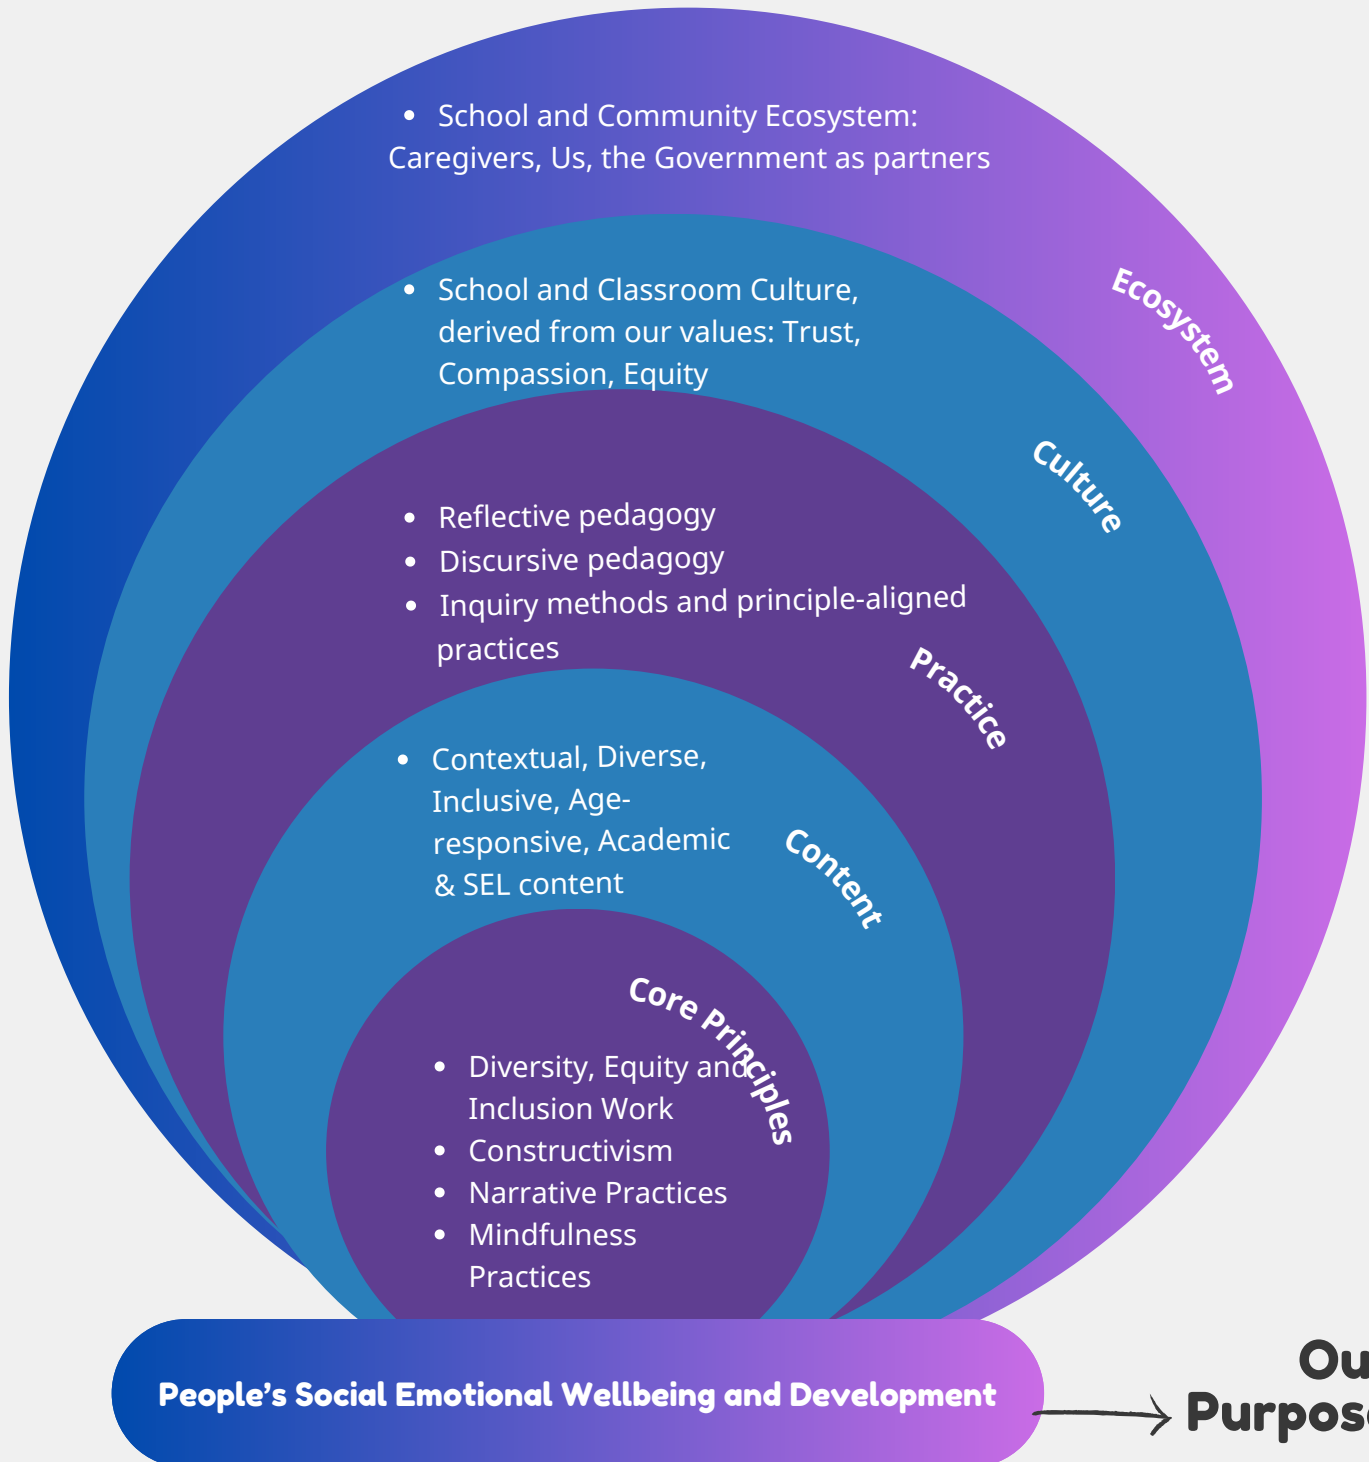 • School and Community Ecosystem:
Caregivers, Us, the Government as partners
Ecosystem
• School and Classroom Culture,
derived from our values: Trust,
Compassion, Equity
Culture
• Reflective pedagogy
• Discursive pedagogy
• Inquiry methods and principle-aligned
practices
Practice
• Contextual, Diverse,
Inclusive, Age-
responsive, Academic
& SEL content
Content
Core Principles
• Diversity, Equity and
Inclusion Work
• Constructivism
• Narrative Practices
• Mindfulness
Practices
People’s Social Emotional Wellbeing and Development
Ou
Purpose